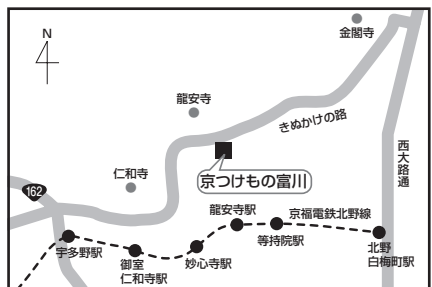 N
金閣寺
龍安寺
きぬかけの路
西大路通
仁和寺
京つけもの富川
162
龍安寺駅
京福電鉄北野線
宇多野駅
御室
仁和寺駅
妙心寺駅
等持院駅
北野
白梅町駅